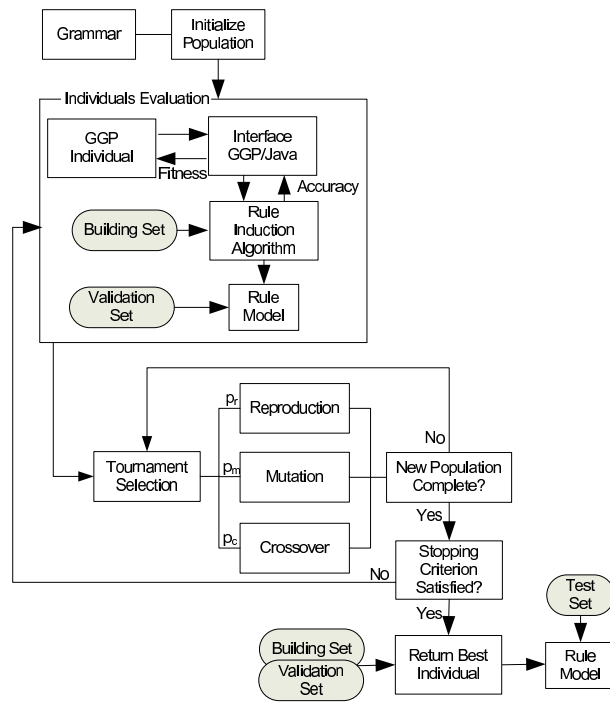 Grammar
Initialize
Population
Individuals Evaluation
GGP
Individual
Interface
GGP/Java
Fitness
Accuracy
Building Set
Rule
Induction
Algorithm
Validation
Set
Rule
Model
pr
Reproduction
No
Tournament
Selection
pm
Mutation
New Population
Complete?
Yes
pc
Crossover
No
Stopping
Criterion
Satisfied?
Yes
Test
Set
Building Set
Validation
Set
Return Best
Individual
Rule
Model